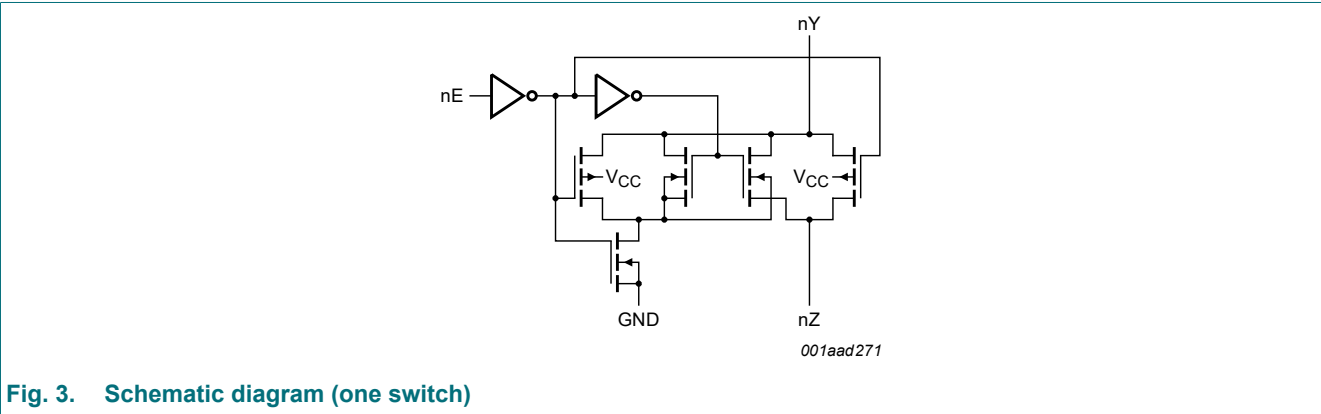 nY
nE
VCC
VCC
GND
nZ
001aad271
Fig. 3. Schematic diagram (one switch)